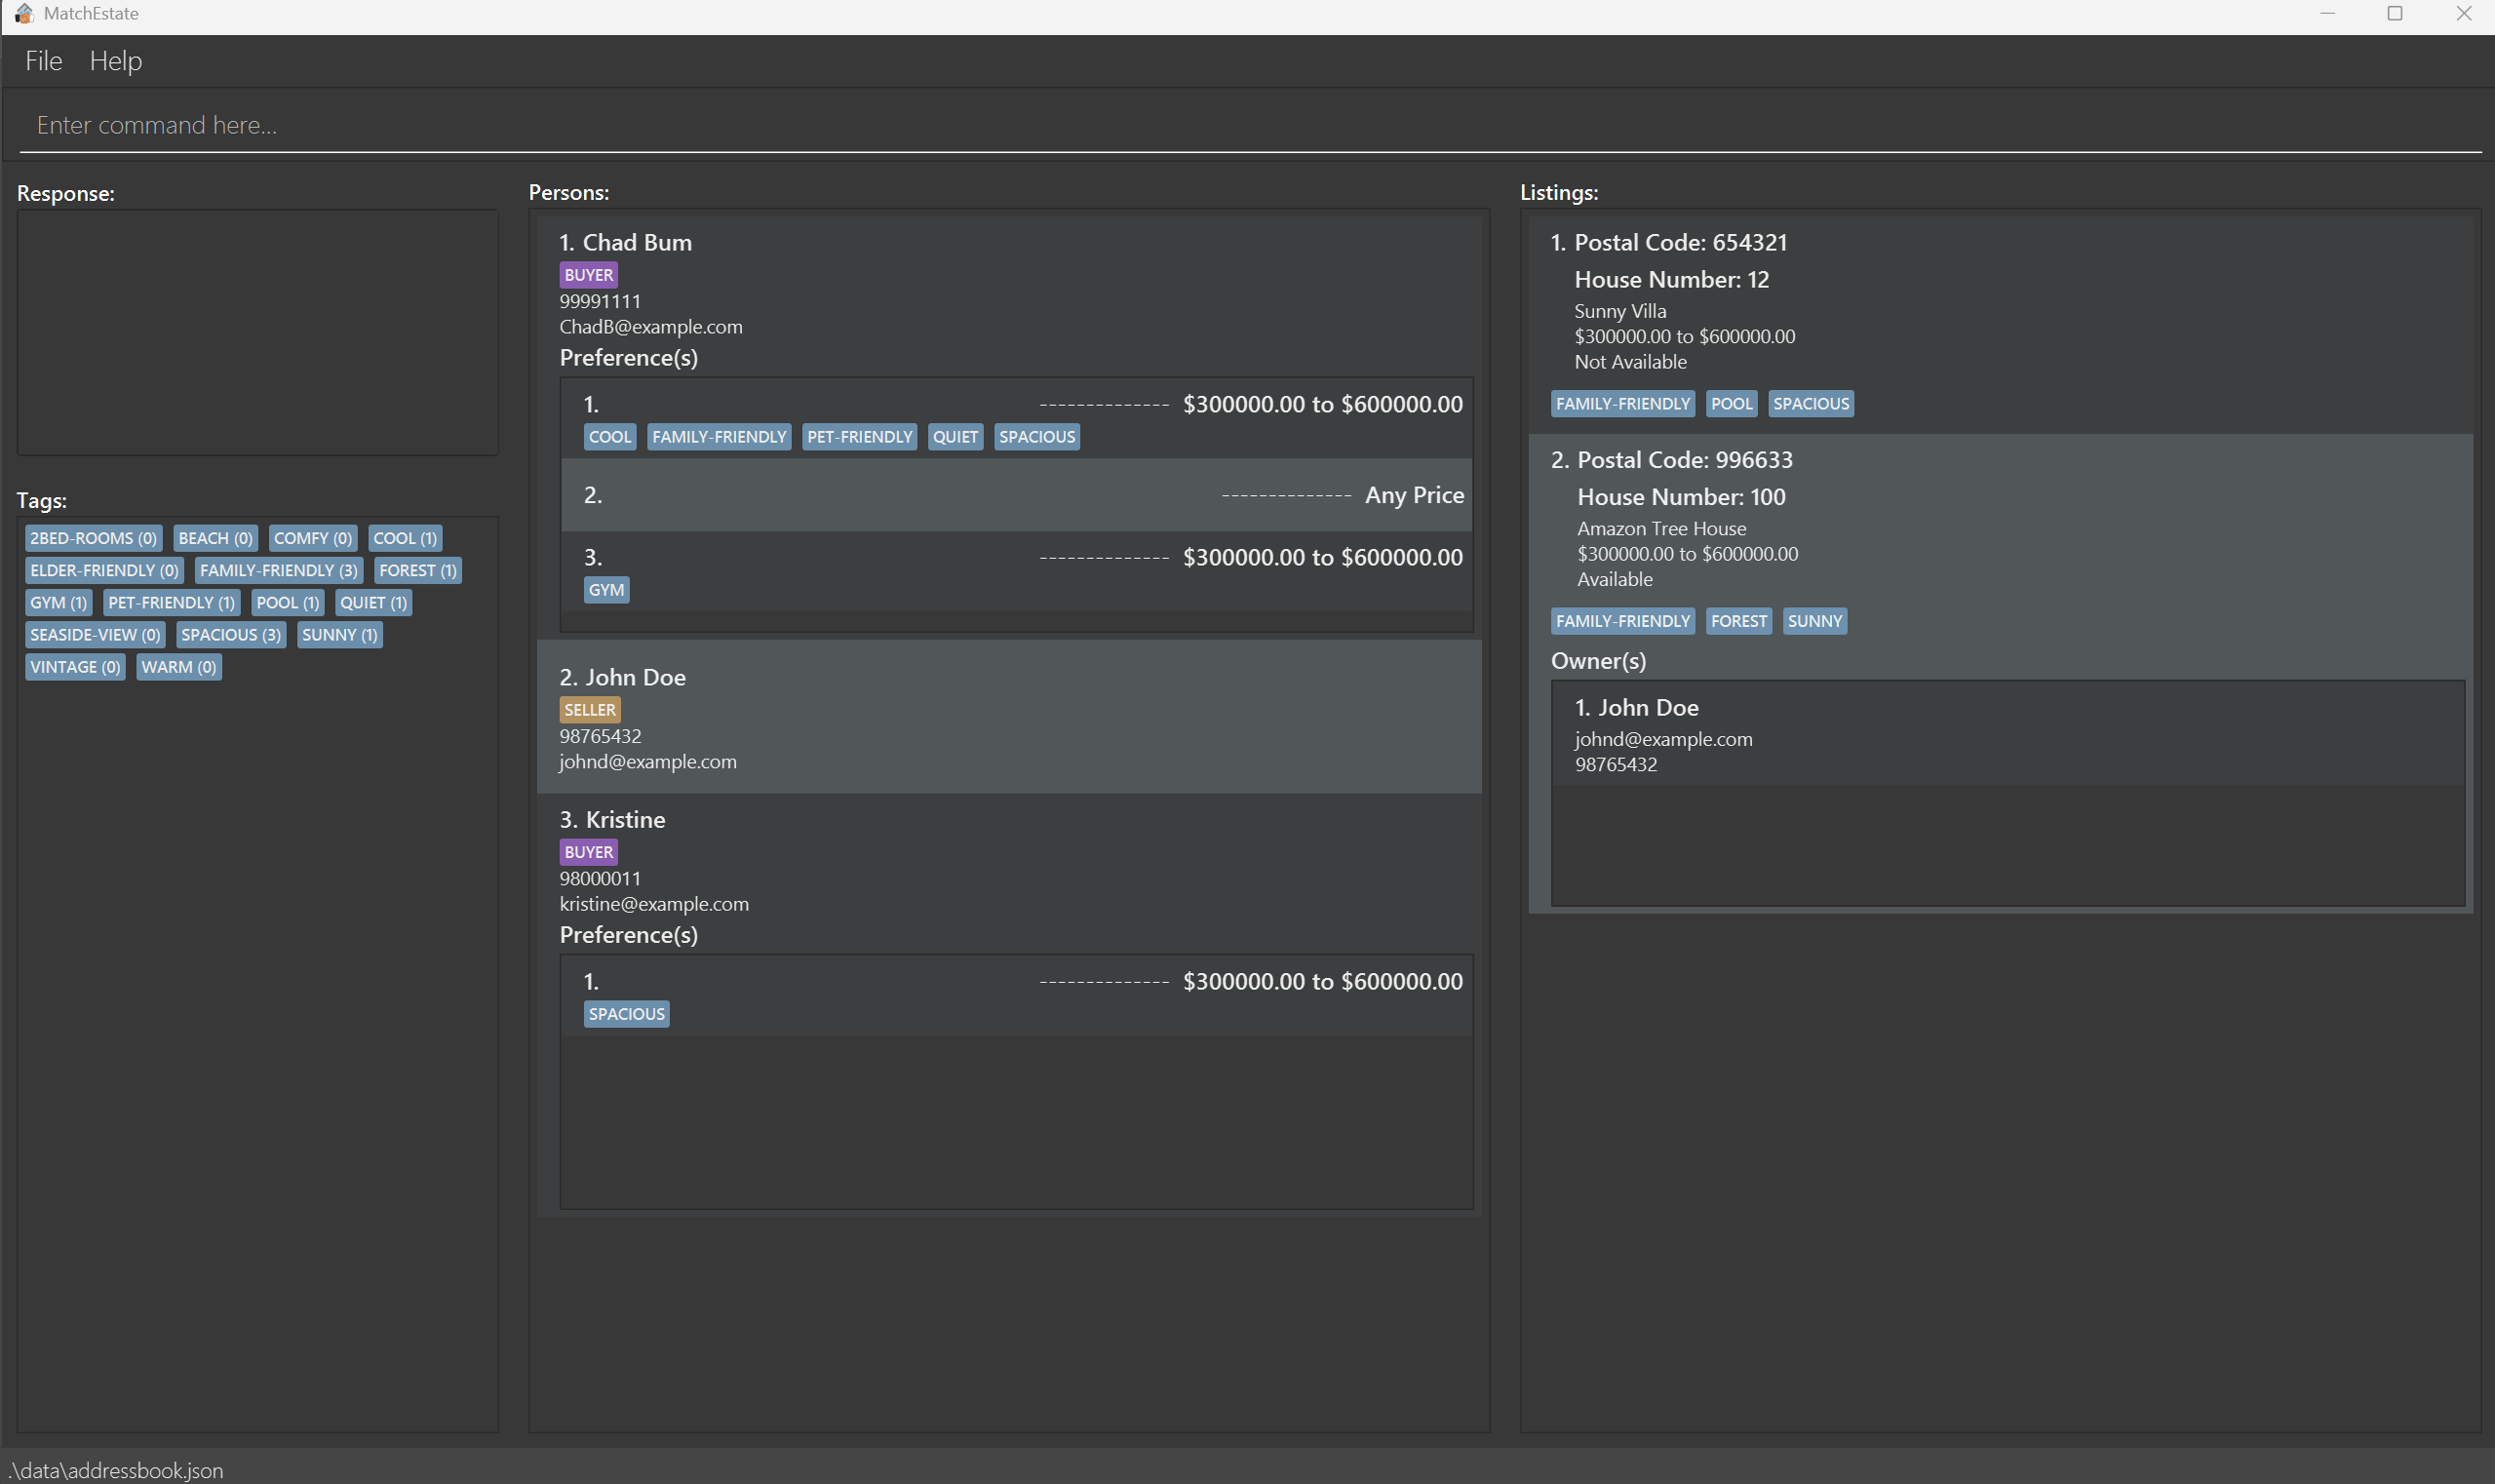 MatchEstate
File Help
Enter command here...
Response:
Tags:
2BED-ROOMS (0) BEACH (0) COMFY (0) COOL (1)
ELDER-FRIENDLY (0) FAMILY-FRIENDLY (3) FOREST (1)
GYM (1) PET-FRIENDLY (1) POOL (1) QUIET (1)
SEASIDE-VIEW (0) SPACIOUS (3) SUNNY (1)
VINTAGE (0) WARM (0)
Persons:
1. Chad Bum
BUYER
99991111
ChadB@example.com
Preference(s)
1. -------------- $300000.00 to $600000.00
COOL FAMILY-FRIENDLY PET-FRIENDLY QUIET SPACIOUS
2. -------------- Any Price
3. -------------- $300000.00 to $600000.00
GYM
2. John Doe
SELLER
98765432
johnd@example.com
3. Kristine
BUYER
98000011
kristine@example.com
Preference(s)
1. -------------- $300000.00 to $600000.00
SPACIOUS
Listings:
1. Postal Code: 654321
House Number: 12
Sunny Villa
$300000.00 to $600000.00
Not Available
FAMILY-FRIENDLY POOL SPACIOUS
2. Postal Code: 996633
House Number: 100
Amazon Tree House
$300000.00 to $600000.00
Available
FAMILY-FRIENDLY FOREST SUNNY
Owner(s)
1. John Doe
johnd@example.com
98765432
.\data\addressbook.json